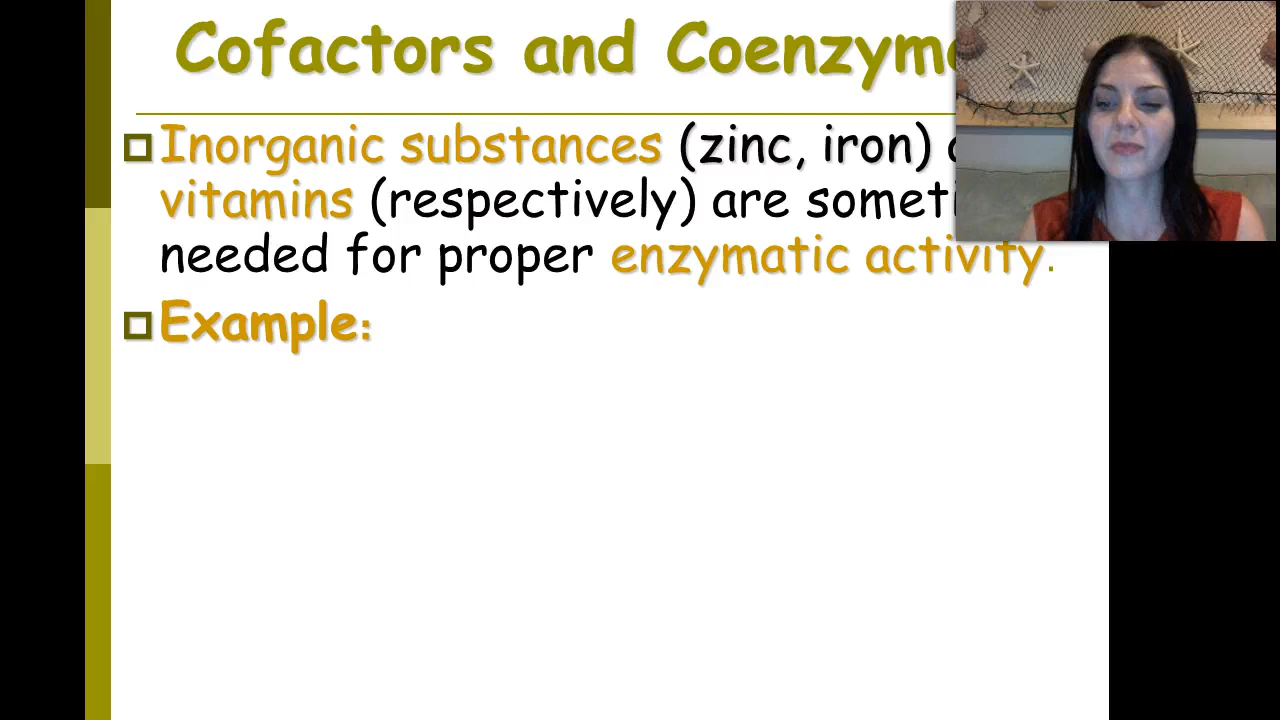 Cofactors and Coenzym
Inorganic substances (zinc, iron)
vitamins (respectively) are someti
needed for proper enzymatic activity.
Example: